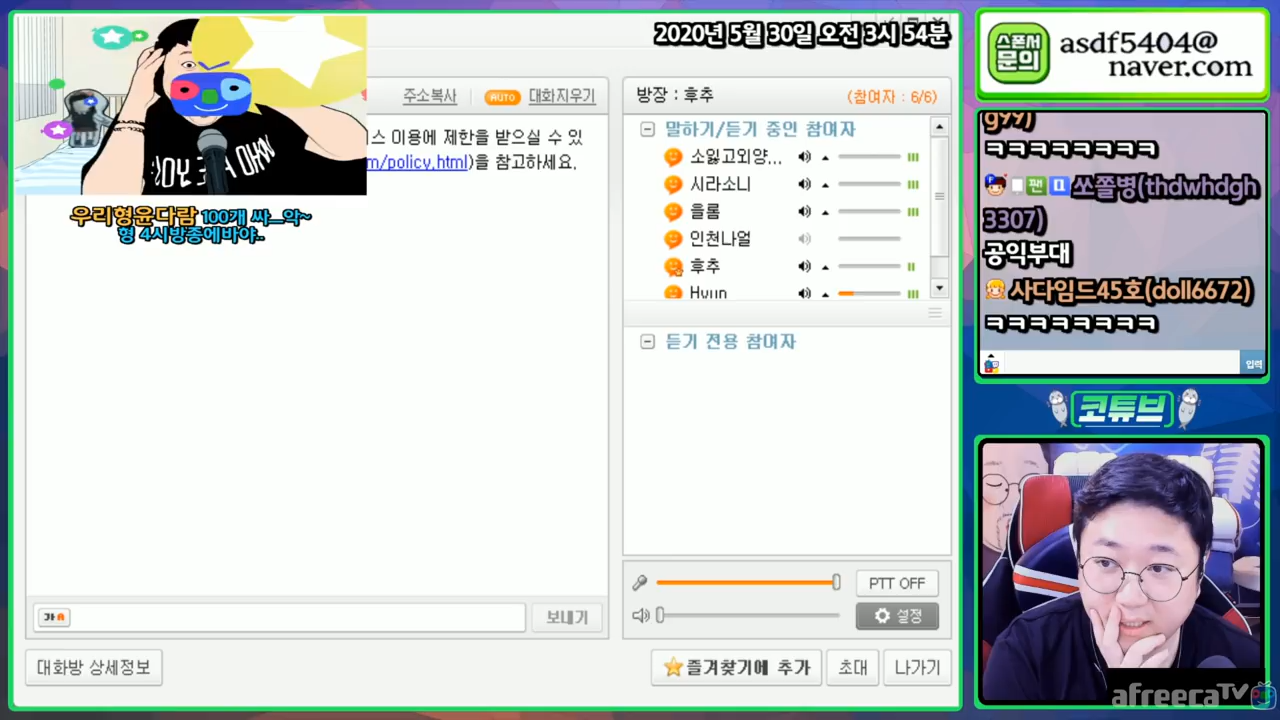 2020년 5월 30일 오전 3시 54분
스폰서
문의
asdf5404@
naver.com
주소복사
AUTO
대화지우기
방장 : 후추
(참여자 : 6/6)
스 이용에 제한을 받으실 수 있
m/policy.html)을 참고하세요.
우리형윤다람 100개 싸__악~
형 4시방종에바야..
말하기/듣기 중인 참여자
소잃고외양...
시라소니
을롬
인천나얼
후추
Hyun
듣기 전용 참여자
g99)
ㅋㅋㅋㅋㅋㅋㅋㅋ
팬 쏘쫄병(thdwhdgh
3307)
공익부대
사다임드45호(doll6672)
ㅋㅋㅋㅋㅋㅋㅋㅋ
입력
코튜브
PTT OFF
설정
가
보내기
대화방 상세정보
즐겨찾기에 추가
초대
나가기
afreecaTV